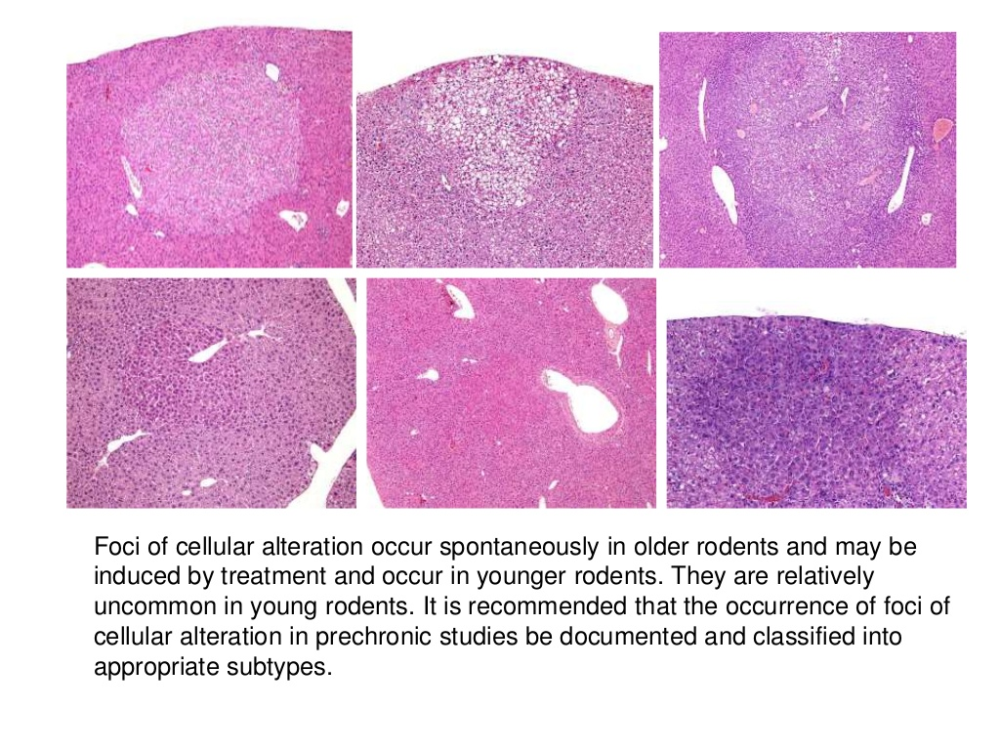 Foci of cellular alteration occur spontaneously in older rodents and may be
induced by treatment and occur in younger rodents. They are relatively
uncommon in young rodents. It is recommended that the occurrence of foci of
cellular alteration in prechronic studies be documented and classified into
appropriate subtypes.